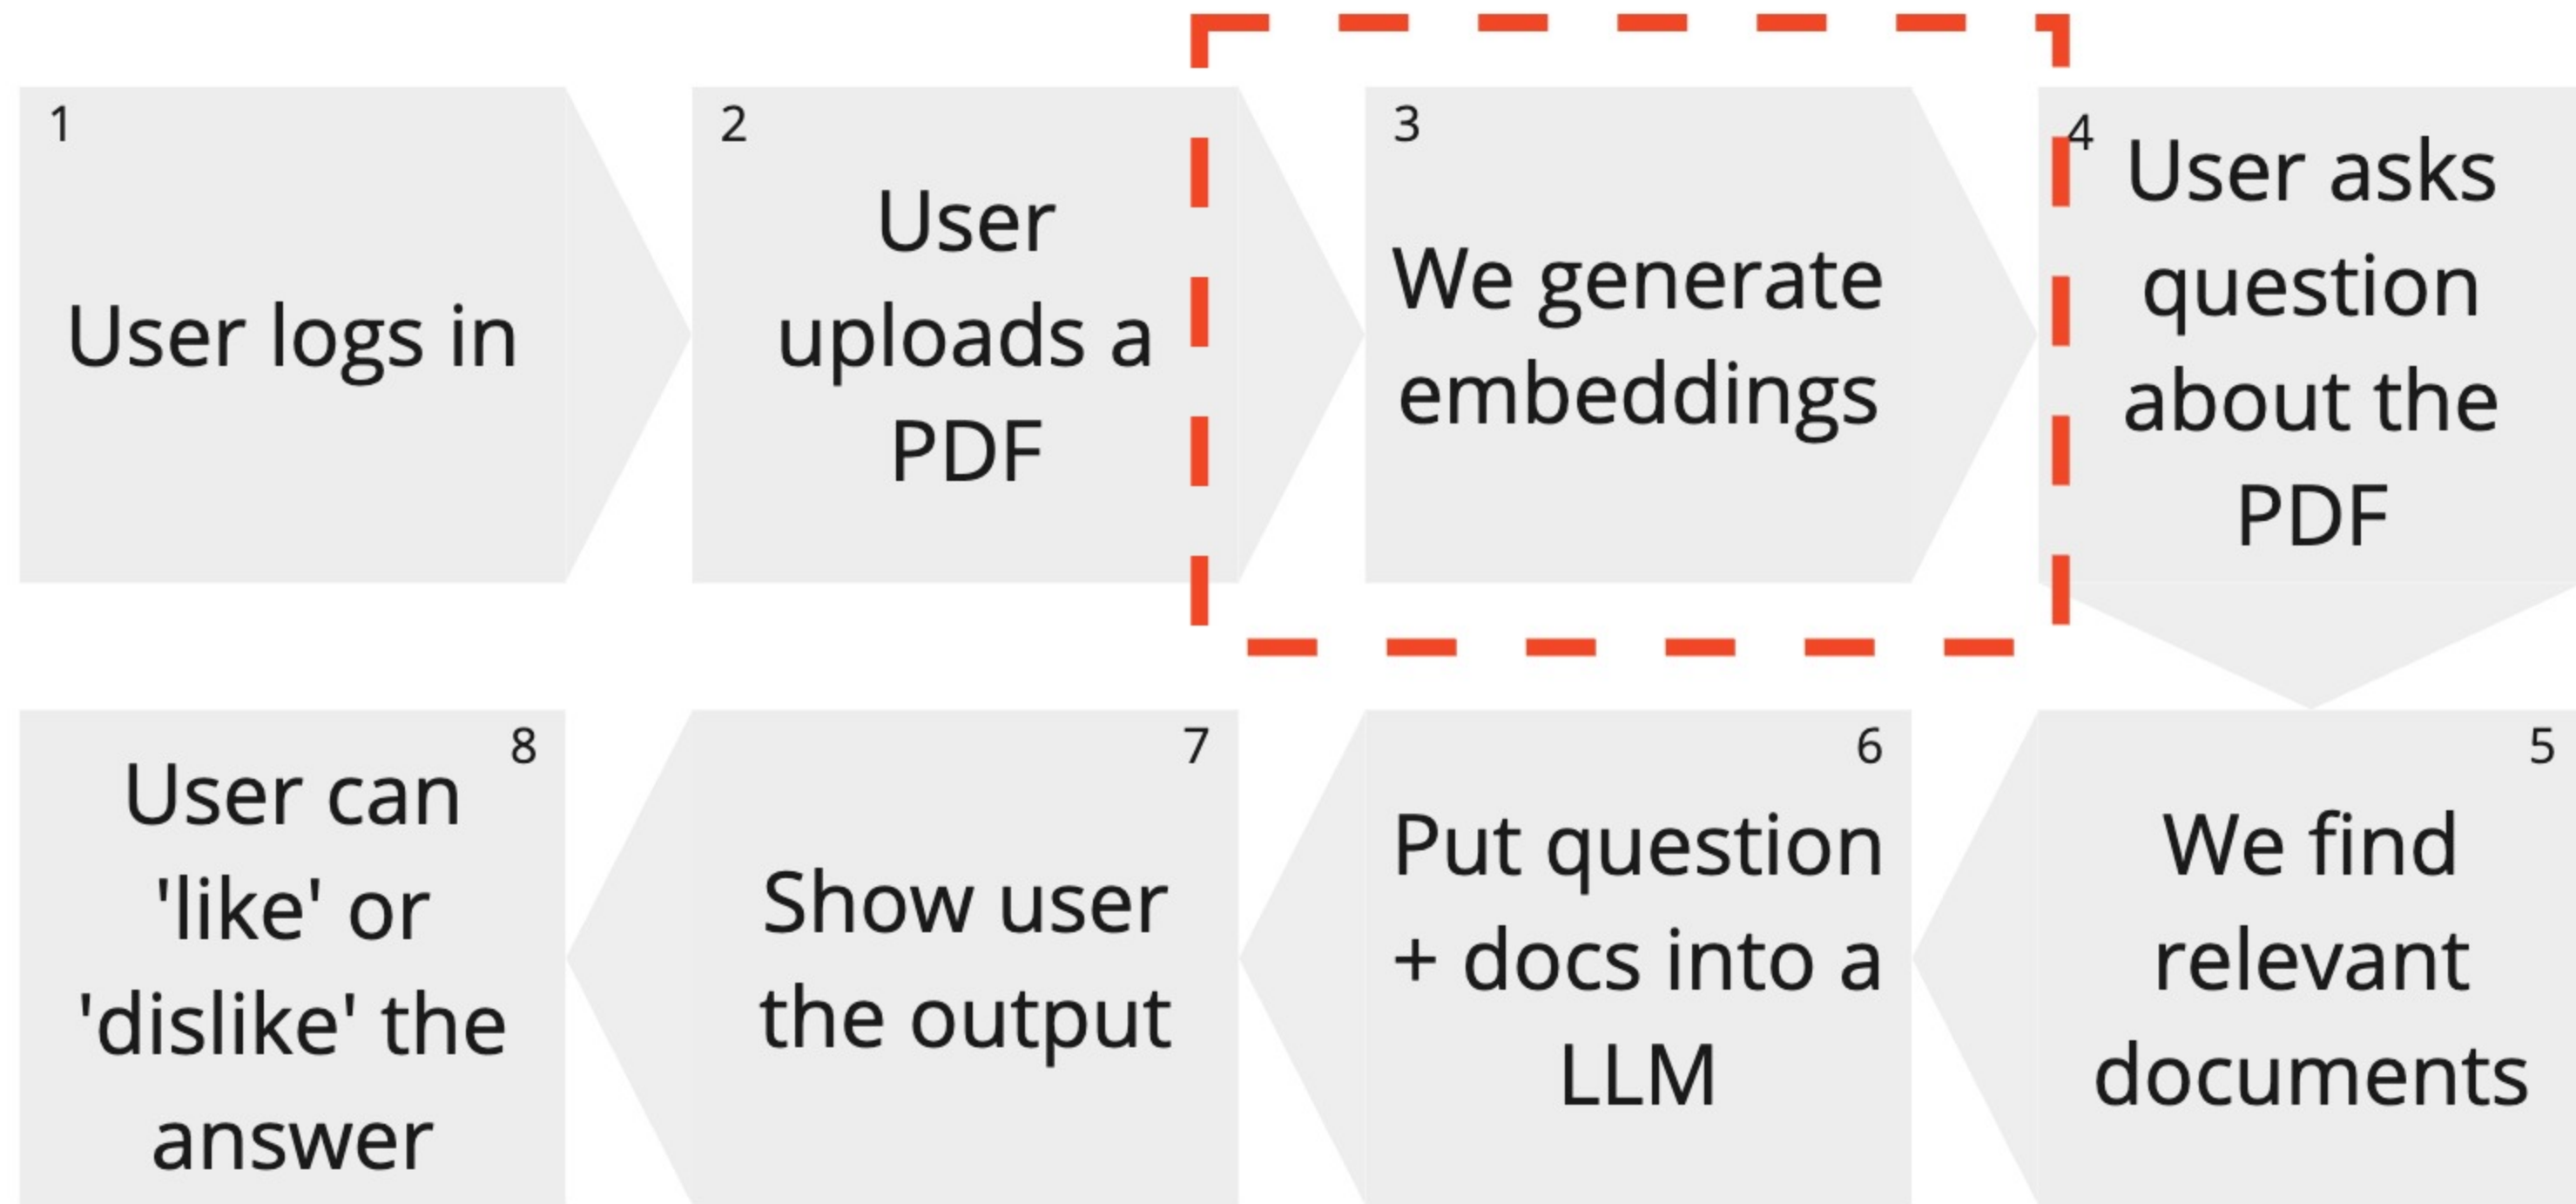 1
User logs in
2
User
uploads a
PDF
3
We generate
embeddings
4
User asks
question
about the
PDF
5
We find
relevant
documents
6
Put question
+ docs into a
LLM
7
Show user
the output
8
User can
'like' or
'dislike' the
answer